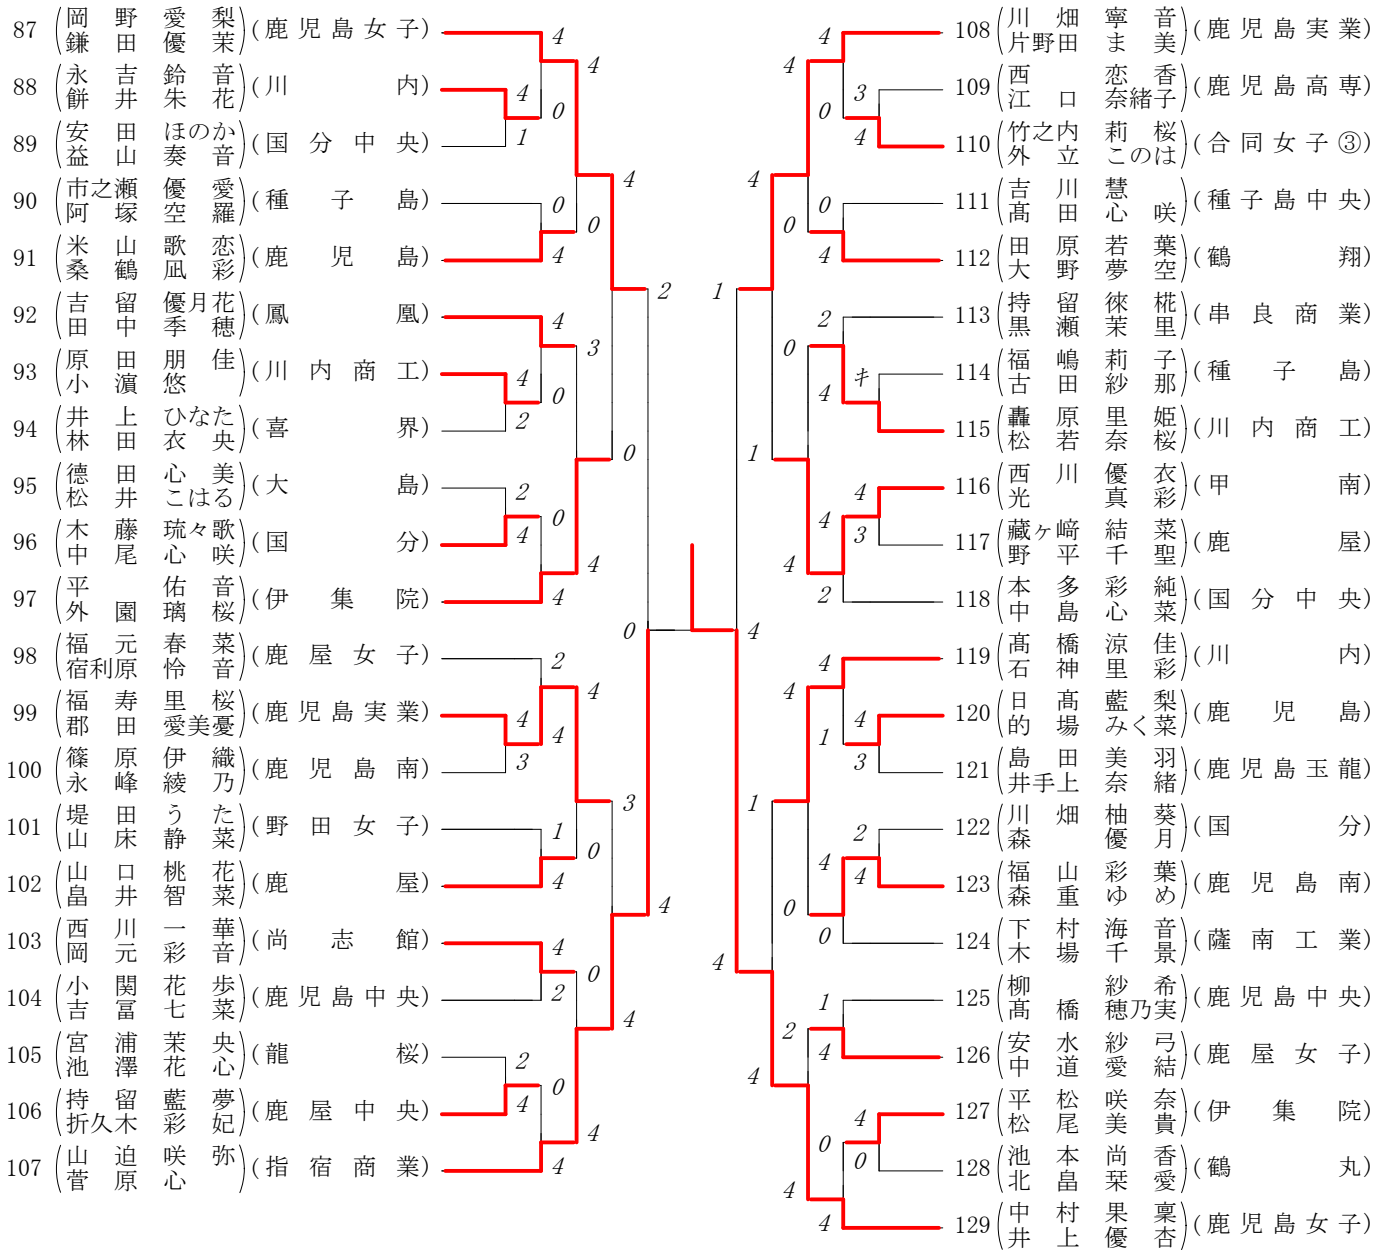 87 岡野愛梨 鎌田優茉 (鹿児島女子)
88 永吉鈴音 餅井朱花 (川内)
89 安田ほのか 益山奏音 (国分中央)
90 市之瀬優愛 阿塚空羅 (種子島)
91 米山歌恋 桑鶴凪彩 (鹿児島)
92 吉留優月花 田中季穂 (鳳凰)
93 原田朋佳 小濵悠 (川内商工)
94 井上ひなた 林田衣央 (喜界)
95 德田心美 松井こはる (大島)
96 木藤琉々歌 中尾心咲 (国分)
97 平佑音 外園璃桜 (伊集院)
98 福元春菜 宿利原怜音 (鹿屋女子)
99 福寿里桜 郡田愛美憂 (鹿児島実業)
100 篠原伊織 永峰綾乃 (鹿児島南)
101 堤田うた 山床静菜 (野田女子)
102 山口桃花 畠井智菜 (鹿屋)
103 西川一華 岡元彩音 (尚志館)
104 小関花歩 吉冨七菜 (鹿児島中央)
105 宮浦茉央 池澤花心 (龍桜)
106 持留藍夢 折久木彩妃 (鹿屋中央)
107 山迫咲弥 菅原心 (指宿商業)
4
4
4 0
1
4
0 0
4
2
4
3
4 0
2
0
2 0
4
4
4
0
2
4
4 4
3
3
1 0
4
4
4
0
2
4
2 0
4
4
4
108 川畑寧音 片野田ま美 (鹿児島実業)
109 西恋香 江口奈緒子 (鹿児島高専)
110 竹之内莉桜 外立このは (合同女子③)
111 吉川慧 髙田心咲 (種子島中央)
112 田原若葉 大野夢空 (鶴翔)
113 持留徠椛 黒瀬茉里 (串良商業)
114 福嶋莉子 古田紗那 (種子島)
115 轟原里姫 松若奈桜 (川内商工)
116 西川優衣 光真彩 (甲南)
117 藏ヶ﨑結菜 野平千聖 (鹿屋)
118 本多彩純 中島心菜 (国分中央)
119 髙橋涼佳 石神里彩 (川内)
120 日髙藍梨 的場みく菜 (鹿児島)
121 島田美羽 井手上奈緒 (鹿児島玉龍)
122 川畑柚葵 森優月 (国分)
123 福山彩葉 森重ゆめ (鹿児島南)
124 下村海音 木場千景 (薩南工業)
125 柳紗希 髙橋穂乃実 (鹿児島中央)
126 安水紗弓 中道愛結 (鹿屋女子)
127 平松咲奈 松尾美貴 (伊集院)
128 池本尚香 北畠栞愛 (鶴丸)
129 中村果稟 井上優杏 (鹿児島女子)
4
4
3
4
4
0
4
1
2
0
キ
4
1
4
4
3
4
2
4
4
4
1
3
1
2
4
4
0
0
4
1
2
4
4
4
0
0
4
4